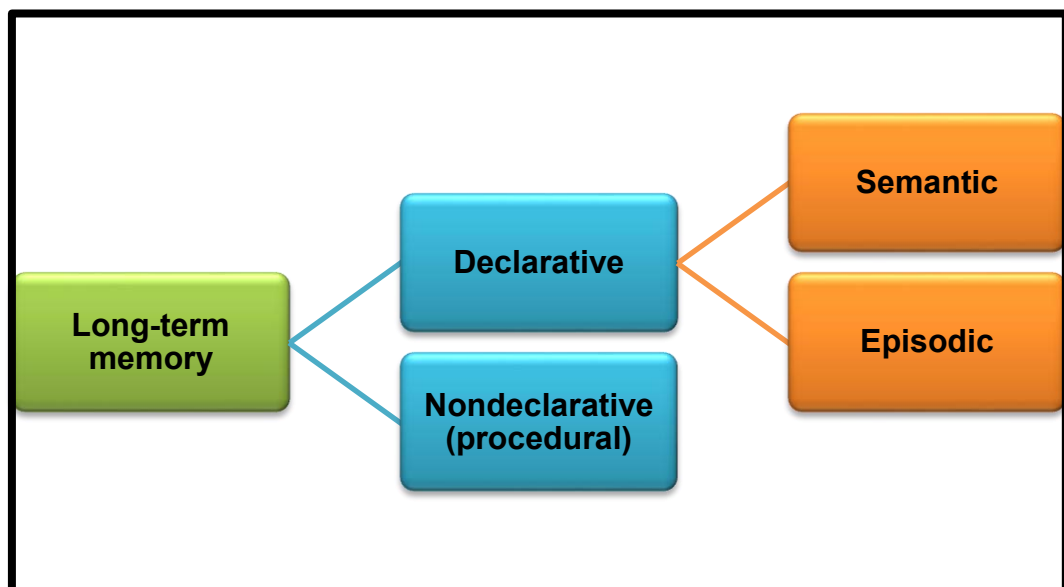 Long-term
memory
Declarative
Nondeclarative
(procedural)
Semantic
Episodic